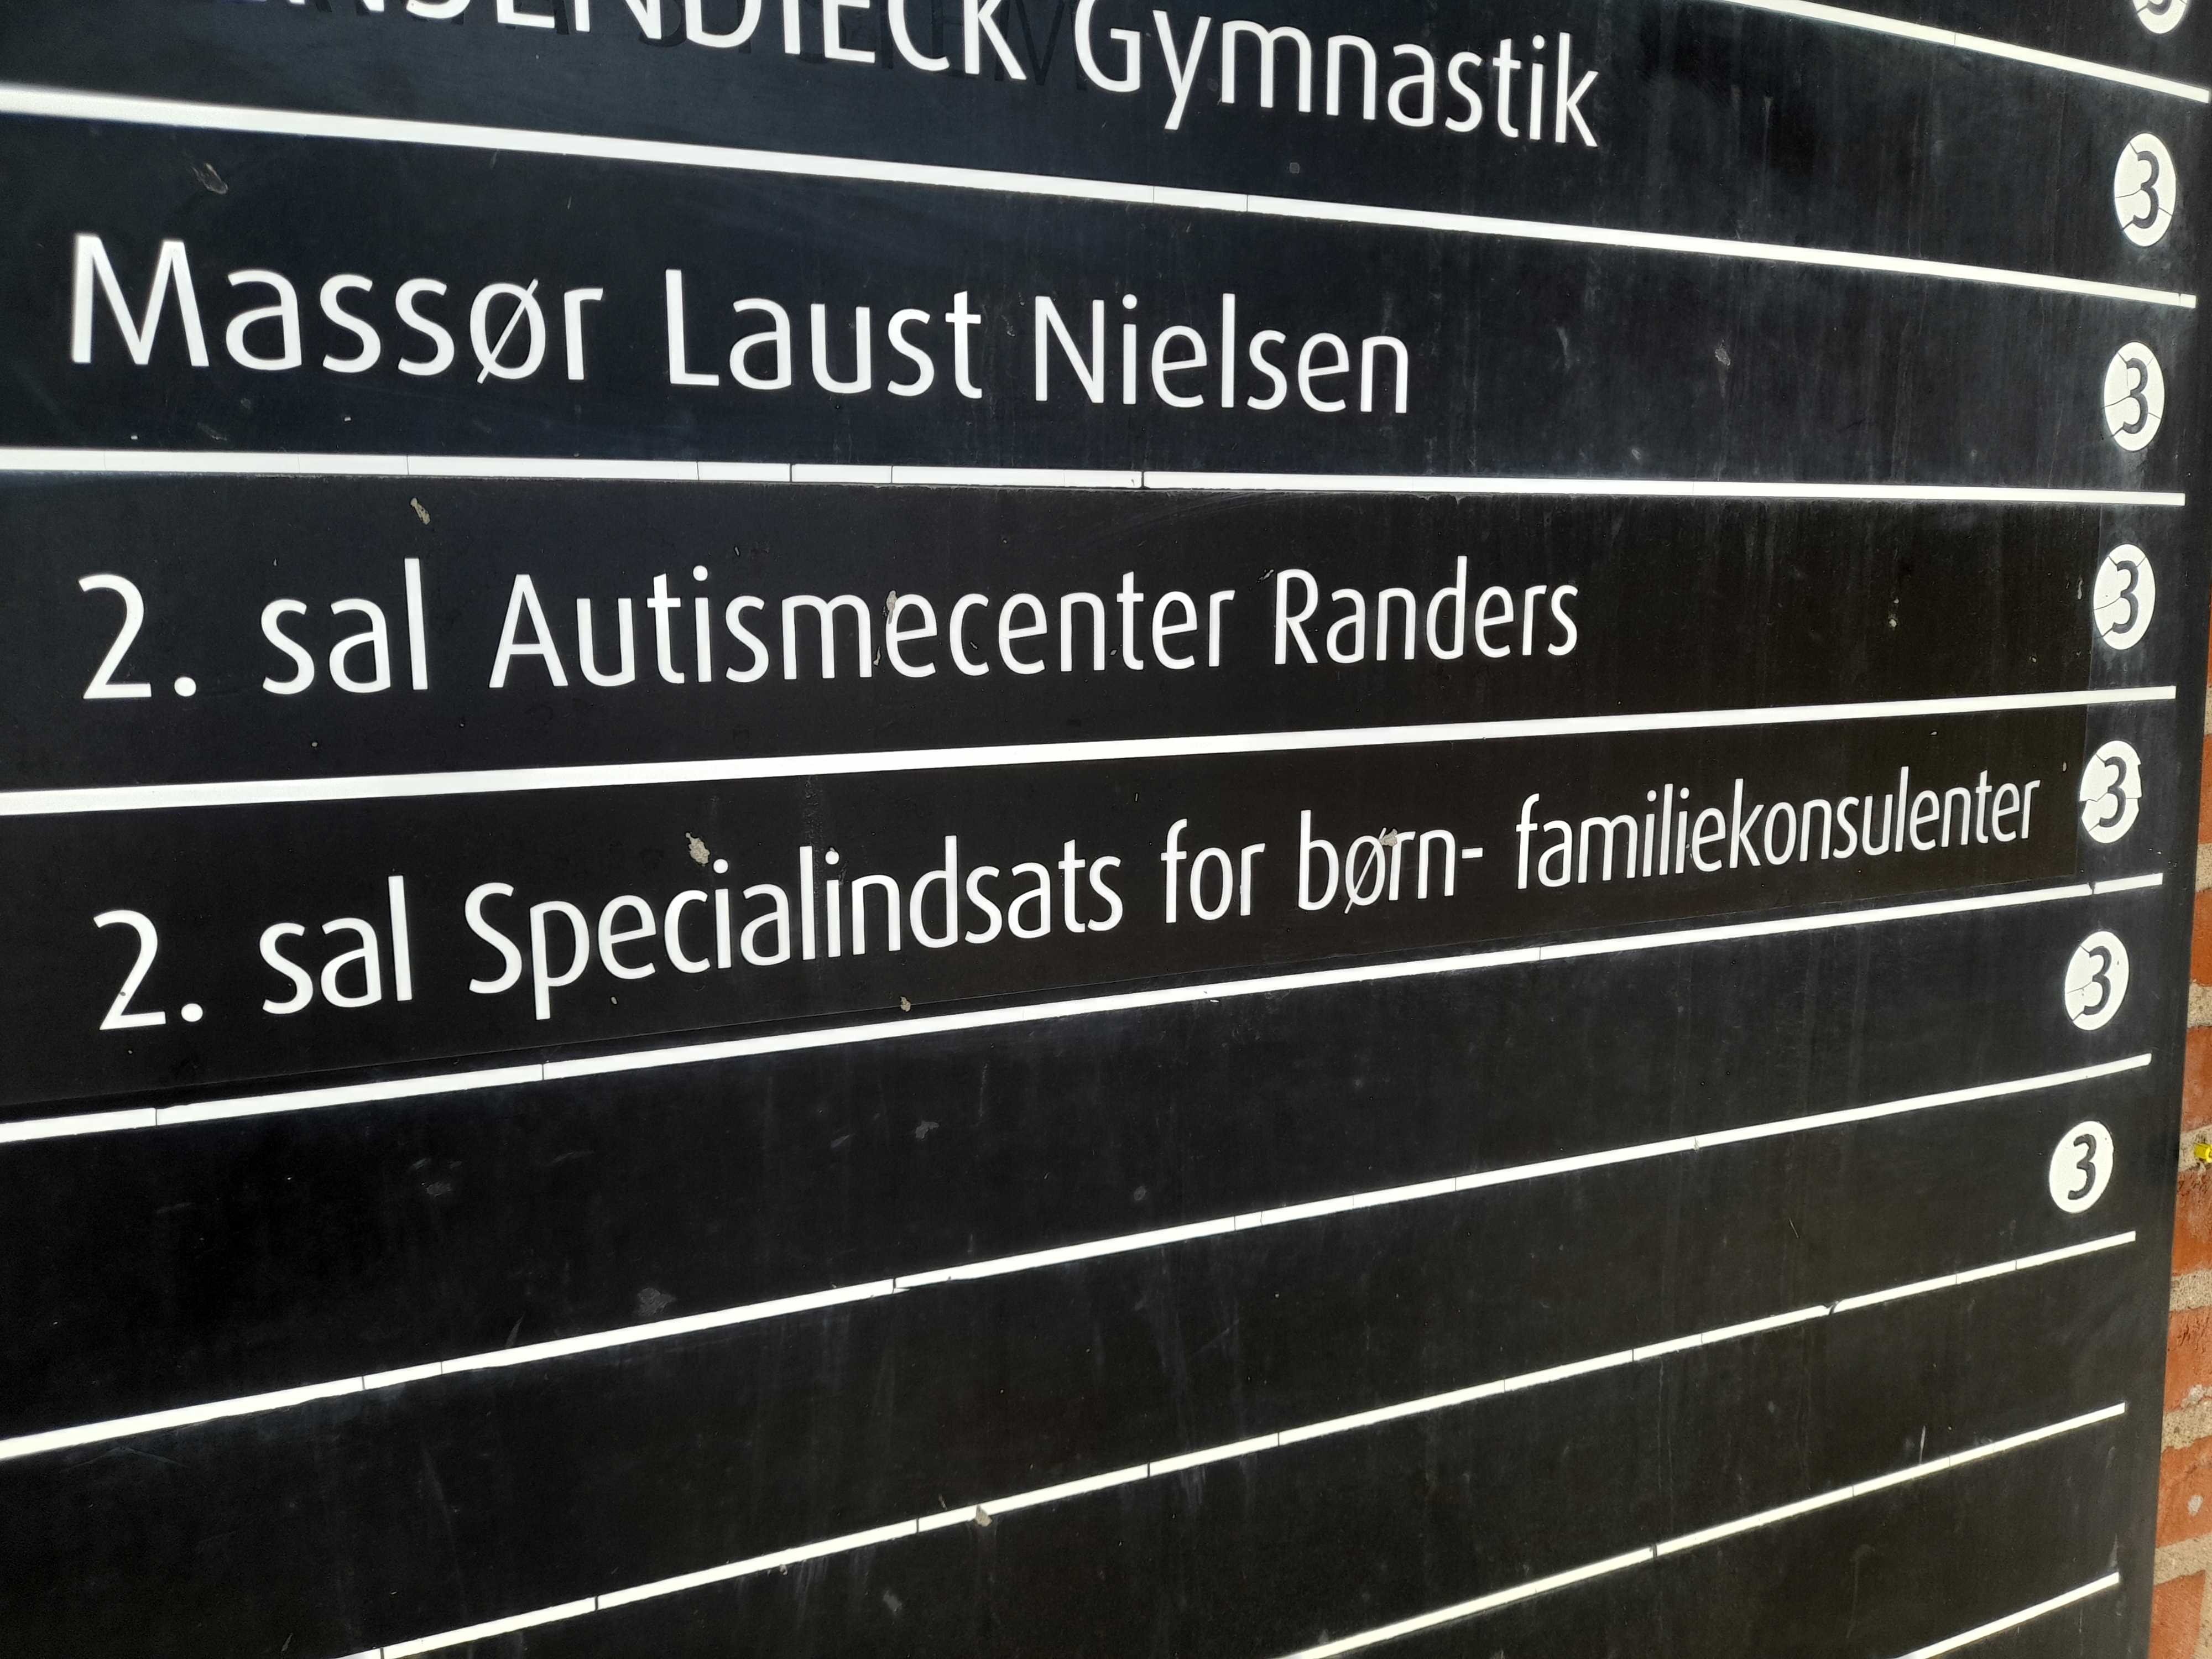 Gymnastik 3
Massør Laust Nielsen 3
2. sal Autismecenter Randers 3
2. sal Specialindsats for børn- familiekonsulenter 3
3
3